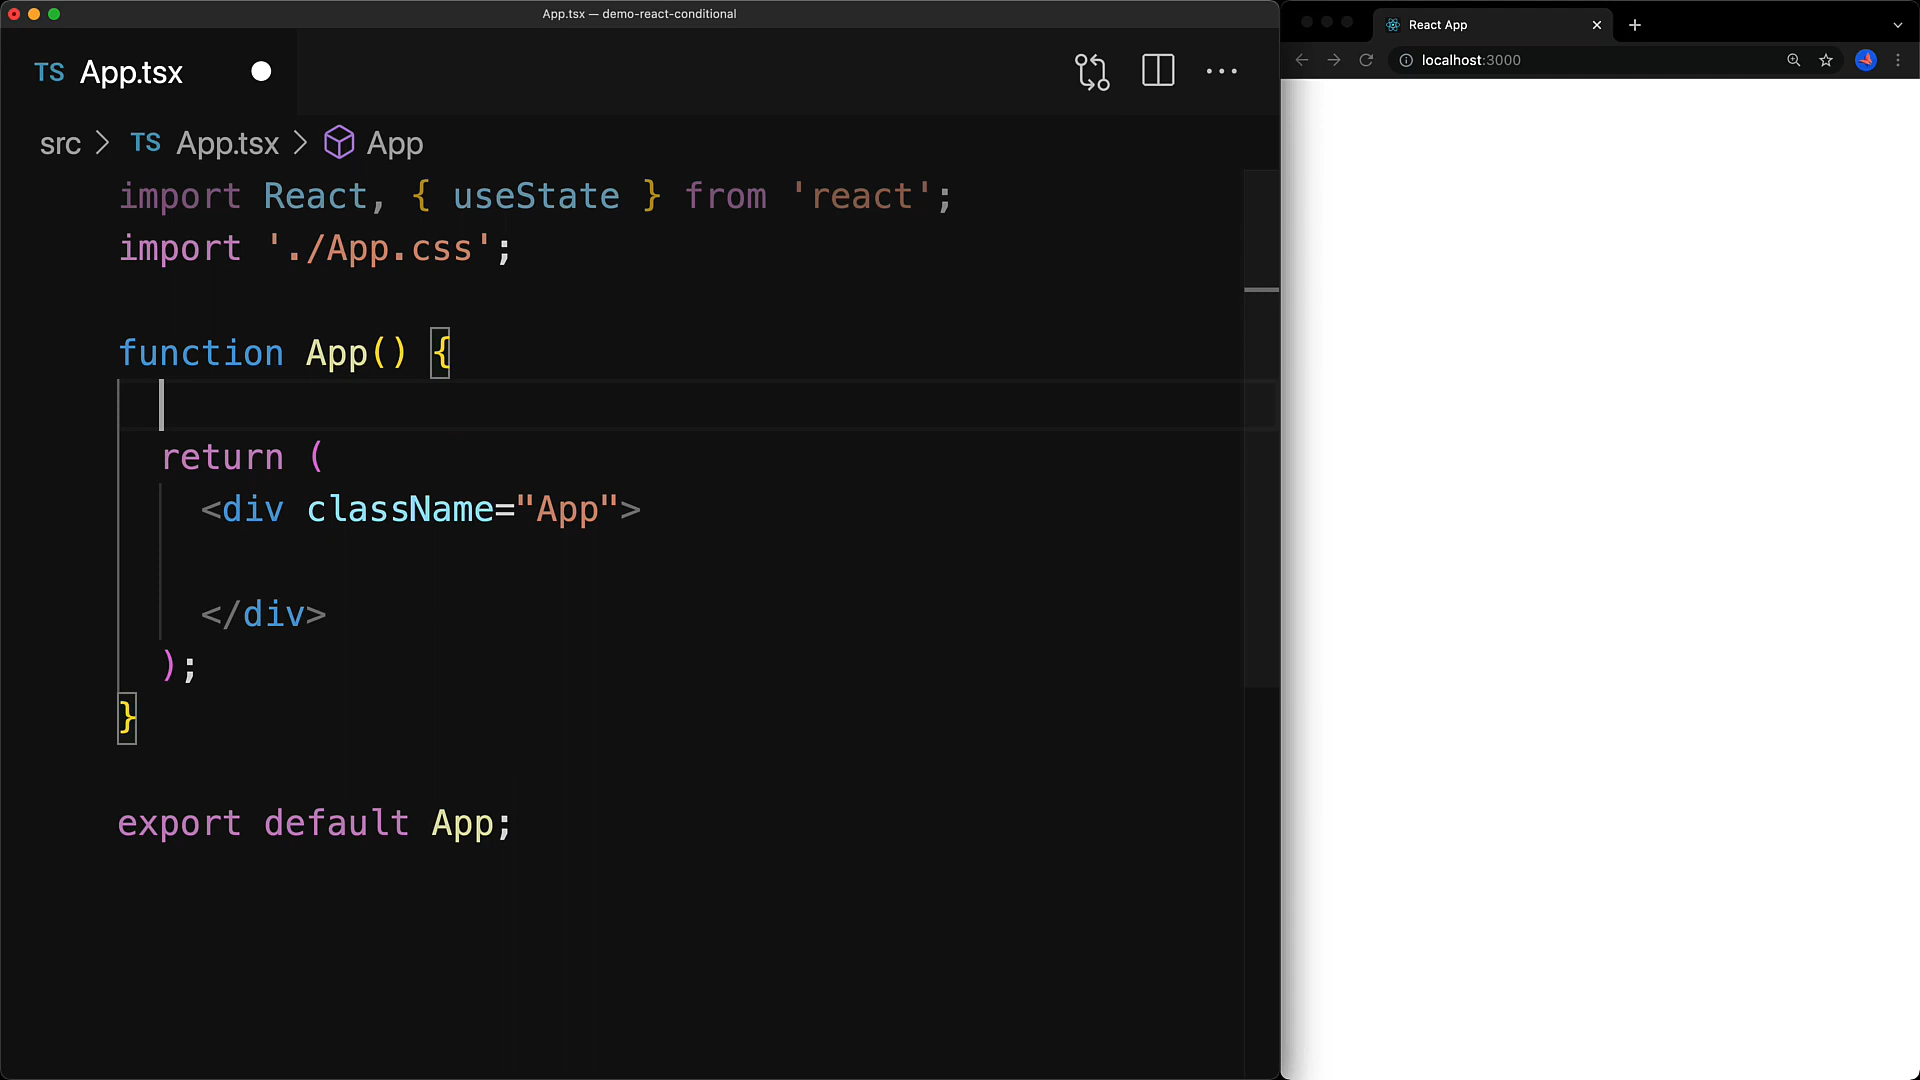 App.tsx — demo-react-conditional
TS App.tsx
src > TS App.tsx > App
import React, { useState } from 'react';
import './App.css';
function App() {
return (
<div className="App">
</div>
);
}
export default App;
React App
localhost:3000